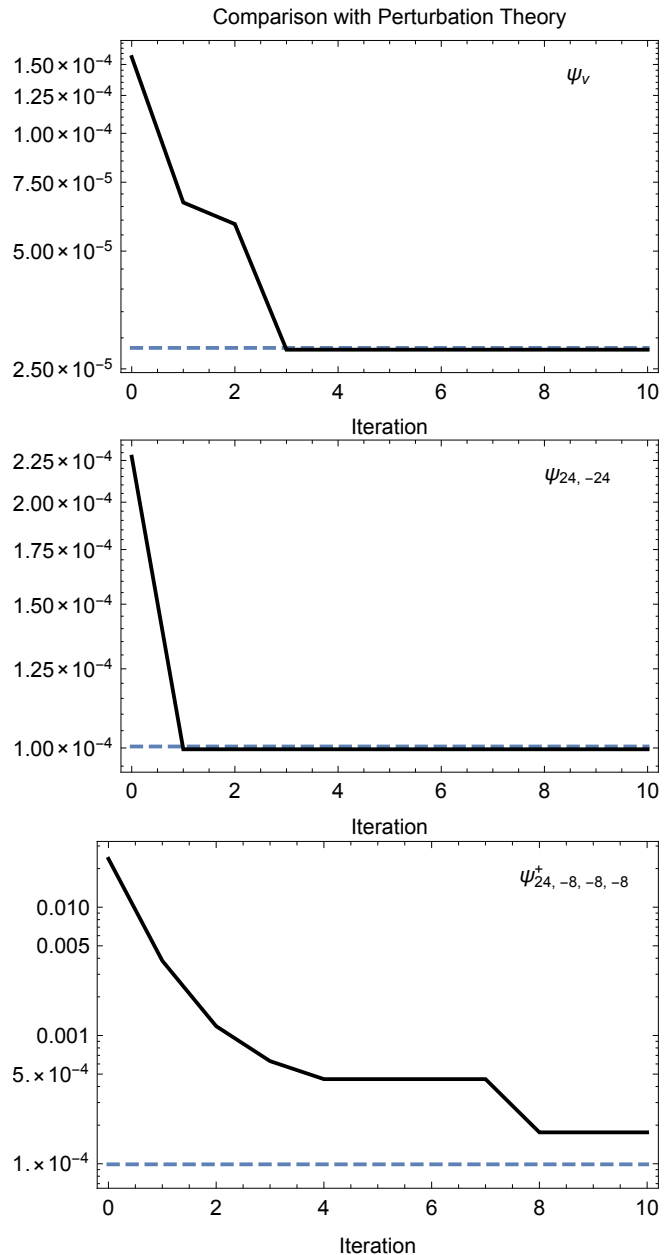 Comparison with Perturbation Theory
ψᵥ
1.50×10⁻⁴
1.25×10⁻⁴
1.00×10⁻⁴
7.50×10⁻⁵
5.00×10⁻⁵
2.50×10⁻⁵
0 2 4 6 8 10
Iteration
ψ₂₄, ₋₂₄
2.25×10⁻⁴
2.00×10⁻⁴
1.75×10⁻⁴
1.50×10⁻⁴
1.25×10⁻⁴
1.00×10⁻⁴
0 2 4 6 8 10
Iteration
ψ⁺₂₄, ₋₈, ₋₈, ₋₈
0.010
0.005
0.001
5.×10⁻⁴
1.×10⁻⁴
0 2 4 6 8 10
Iteration